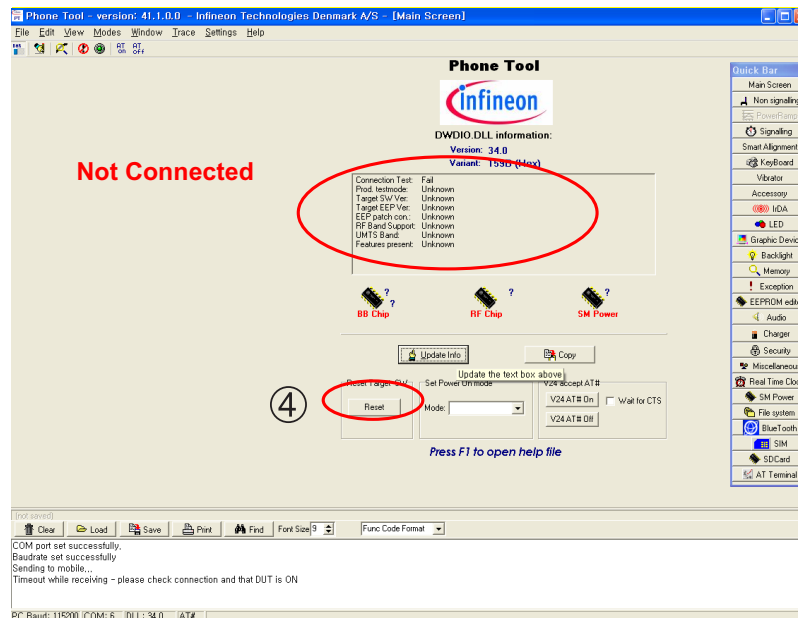 Phone Tool - version: 41.1.0.0 - Infineon Technologies Denmark A/S - [Main Screen]
File Edit View Modes Window Trace Settings Help
AT on AT off
Phone Tool
infineon
DWDIO.DLL information:
Version: 34.0
Variant: T59B (Hex)
Not Connected
Connection Test: Fail
Prod. testmode: Unknown
Target SW Ver: Unknown
Target EEP Ver: Unknown
EEP patch con.: Unknown
RF Band Support: Unknown
UMTS Band: Unknown
Features present: Unknown
? ? ? ?
BB Chip RF Chip SM Power
Update Info Copy
Update the text box above
Reset Target SW Set Power On mode V24 accept AT#
④ Reset Mode: V24 AT# On Wait for CTS
V24 AT# Off
Press F1 to open help file
Quick Bar
Main Screen
Non signalling
PowerRamp
Signalling
Smart Alignment
KeyBoard
Vibrator
Accessory
IrDA
LED
Graphic Devic
Backlight
Memory
Exception
EEPROM edit
Audio
Charger
Security
Miscellaneou
Real Time Clo
SM Power
File system
BlueTooth
SIM
SDCard
AT Terminal
(not saved)
Clear Load Save Print Find Font Size 9 Func Code Format
COM port set successfully,
Baudrate set successfully
Sending to mobile...
Timeout while receiving - please check connection and that DUT is ON
PC Baud: 115200 COM: 6 DLL: 34.0 AT#